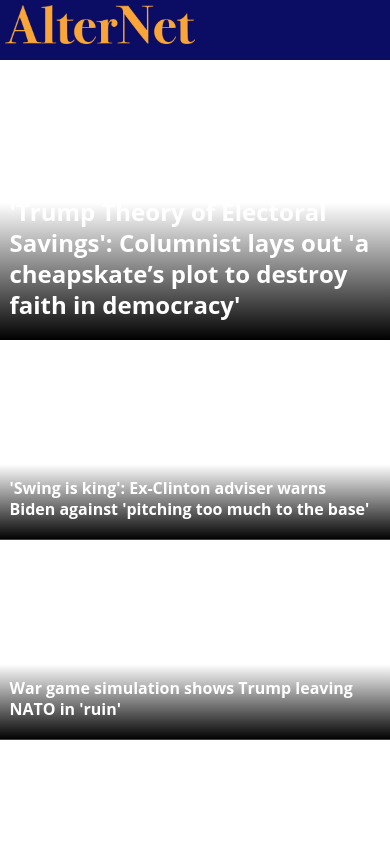 AlterNet
'Trump Theory of Electoral
Savings': Columnist lays out 'a
cheapskate’s plot to destroy
faith in democracy'
'Swing is king': Ex-Clinton adviser warns
Biden against 'pitching too much to the base'
War game simulation shows Trump leaving
NATO in 'ruin'